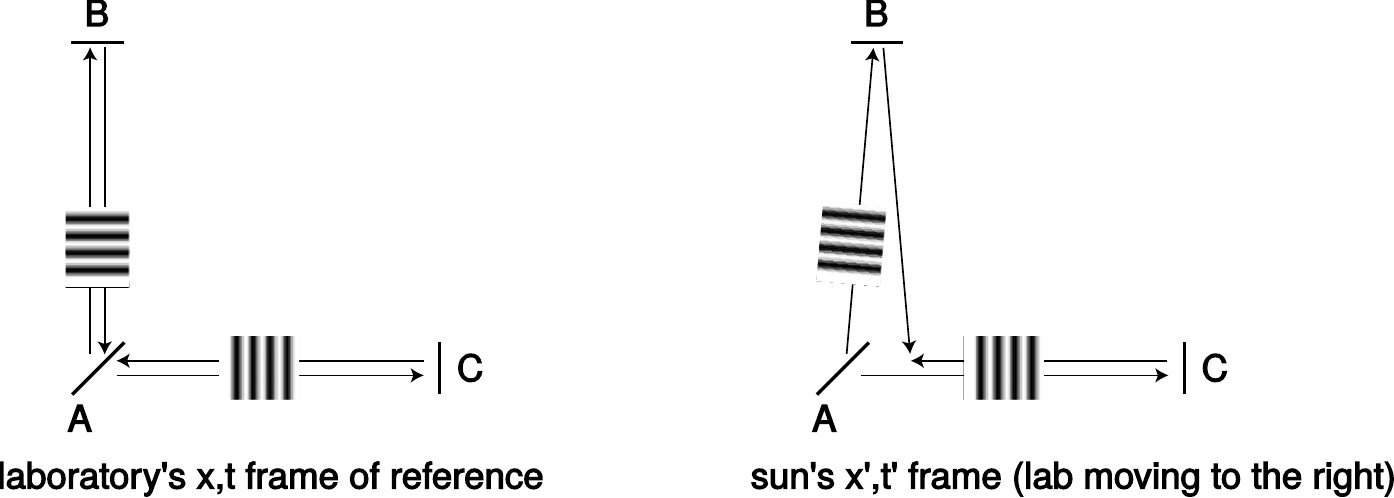 B
B
C
C
A
A
laboratory's x,t frame of reference
sun's x',t' frame (lab moving to the right)